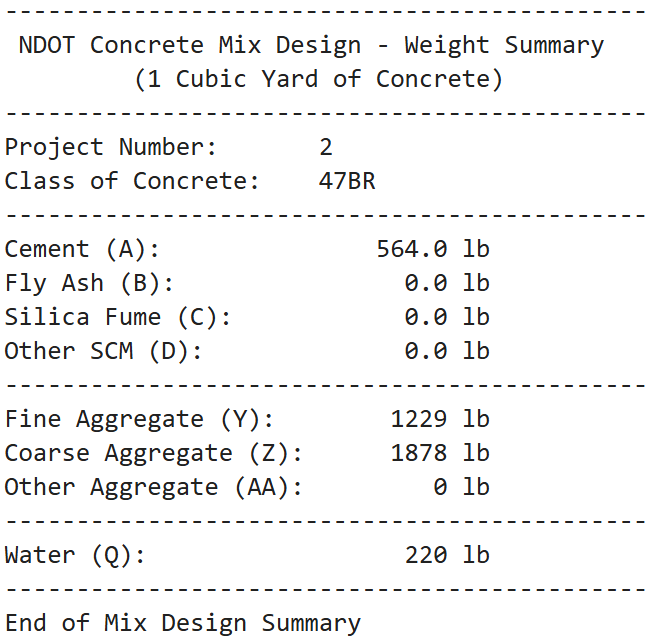 ---------------------------------------------
 NDOT Concrete Mix Design - Weight Summary
         (1 Cubic Yard of Concrete)
---------------------------------------------
Project Number:       2
Class of Concrete:    47BR
---------------------------------------------
Cement (A):               564.0 lb
Fly Ash (B):                0.0 lb
Silica Fume (C):            0.0 lb
Other SCM (D):              0.0 lb
---------------------------------------------
Fine Aggregate (Y):        1229 lb
Coarse Aggregate (Z):      1878 lb
Other Aggregate (AA):         0 lb
---------------------------------------------
Water (Q):                  220 lb
---------------------------------------------
End of Mix Design Summary